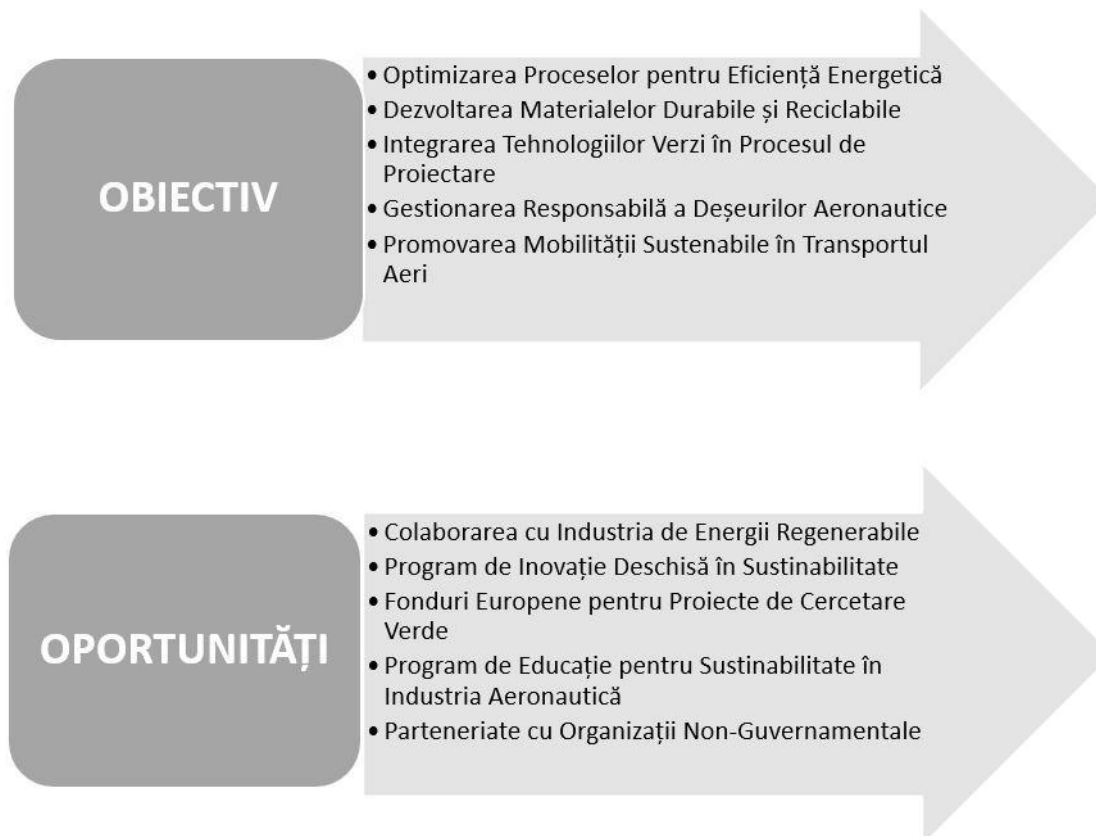 OBIECTIV
• Optimizarea Proceselor pentru Eficiență Energetică
• Dezvoltarea Materialelor Durabile și Reciclabile
• Integrarea Tehnologiilor Verzi în Procesul de
Proiectare
• Gestionarea Responsabilă a Deșeurilor Aeronautice
• Promovarea Mobilității Sustenabile în Transportul
Aeri
OPORTUNITĂȚI
• Colaborarea cu Industria de Energii Regenerabile
• Program de Inovație Deschisă în Sustinabilitate
• Fonduri Europene pentru Proiecte de Cercetare
Verde
• Program de Educație pentru Sustinabilitate în
Industria Aeronautică
• Parteneriate cu Organizații Non-Guvernamentale